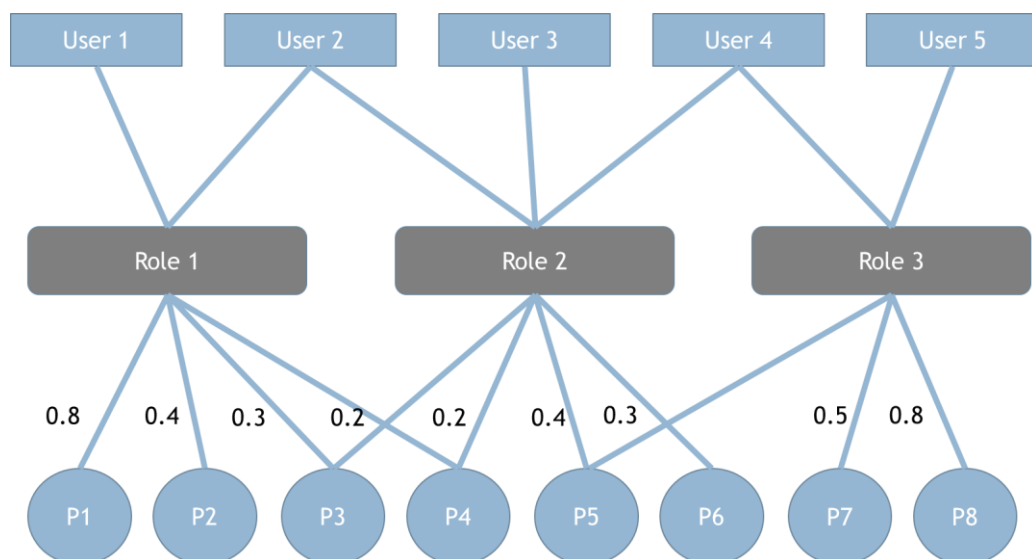 User 1
User 2
User 3
User 4
User 5
Role 1
Role 2
Role 3
0.8
0.4
0.3
0.2
0.2
0.4
0.3
0.5
0.8
P1
P2
P3
P4
P5
P6
P7
P8